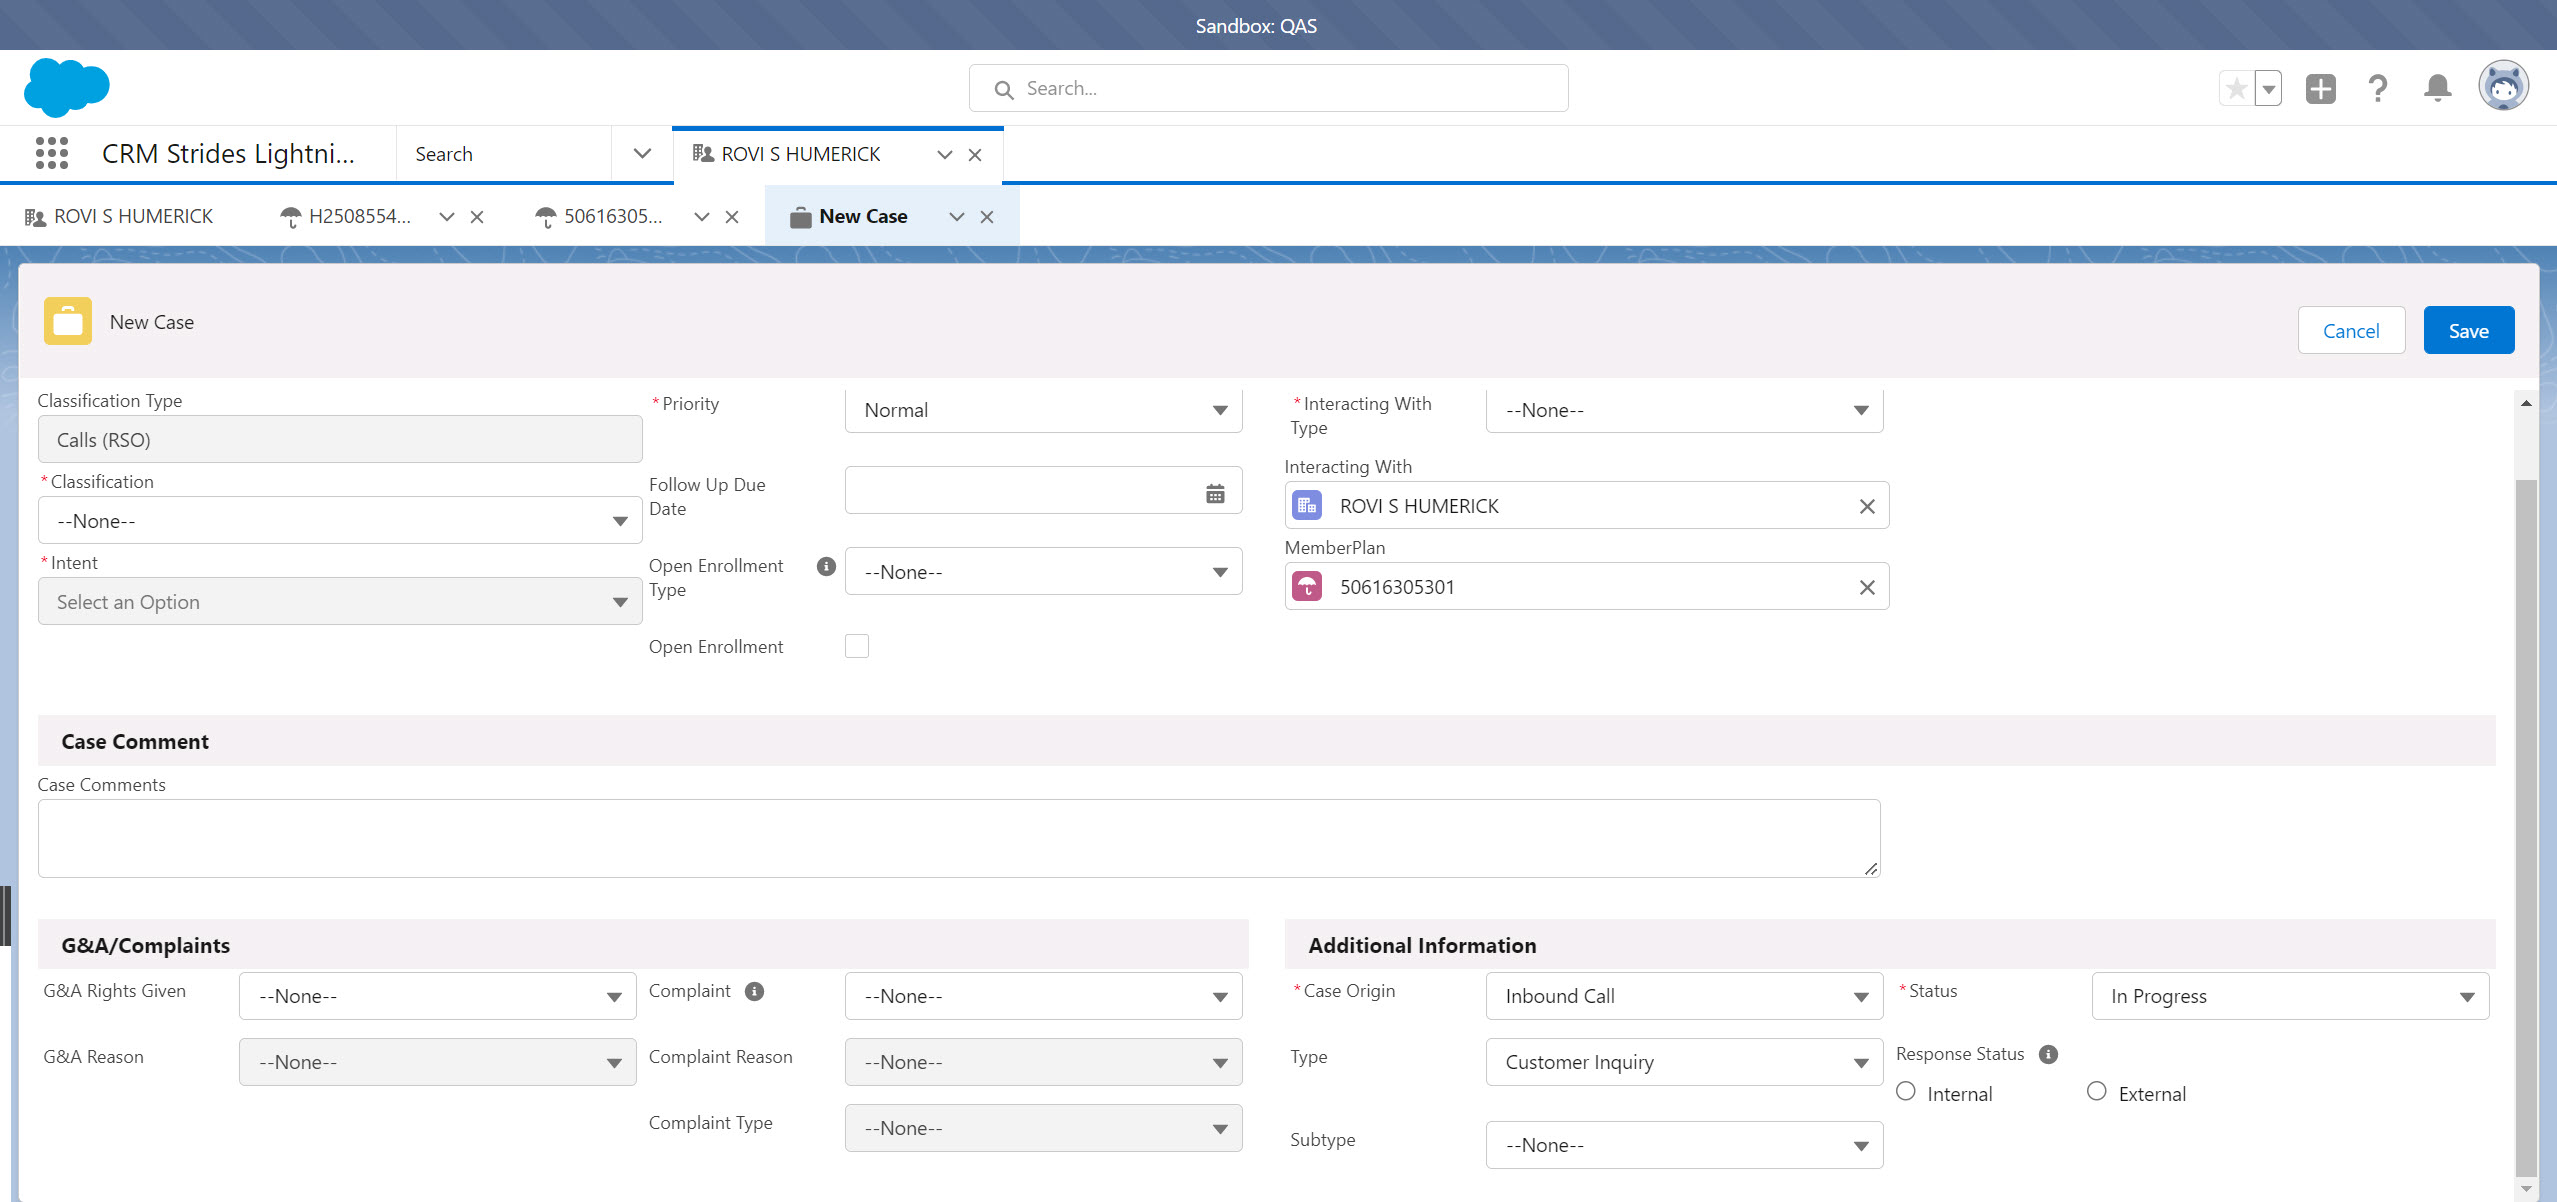 Sandbox: QAS
Search...
CRM Strides Lightni...
Search
ROVI S HUMERICK
ROVI S HUMERICK
H2508554...
50616305...
New Case
New Case
Cancel
Save
Classification Type
Calls (RSO)
*Classification
--None--
*Intent
Select an Option
*Priority
Normal
Follow Up Due
Date
Open Enrollment
Type
--None--
Open Enrollment
*Interacting With
Type
--None--
Interacting With
ROVI S HUMERICK
MemberPlan
50616305301
Case Comment
Case Comments
G&A/Complaints
G&A Rights Given
--None--
Complaint
--None--
G&A Reason
--None--
Complaint Reason
--None--
Complaint Type
--None--
Additional Information
*Case Origin
Inbound Call
*Status
In Progress
Type
Customer Inquiry
Response Status
Internal
External
Subtype
--None--